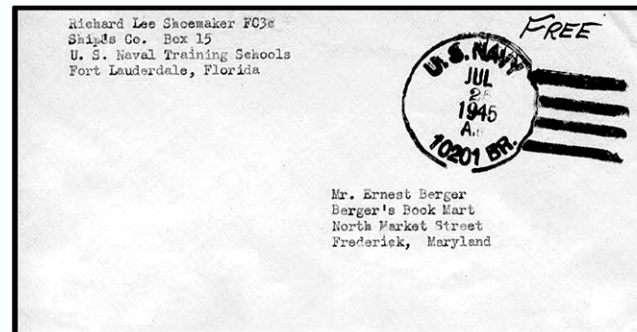 Richard Lee Shoemaker FC3c
Ship's Co. Box 15
U. S. Naval Training Schools
Fort Lauderdale, Florida
FREE
U. S. NAVY
JUL
1945
10201 BR.
Mr. Ernest Berger
Berger's Book Mart
North Market Street
Frederick, Maryland